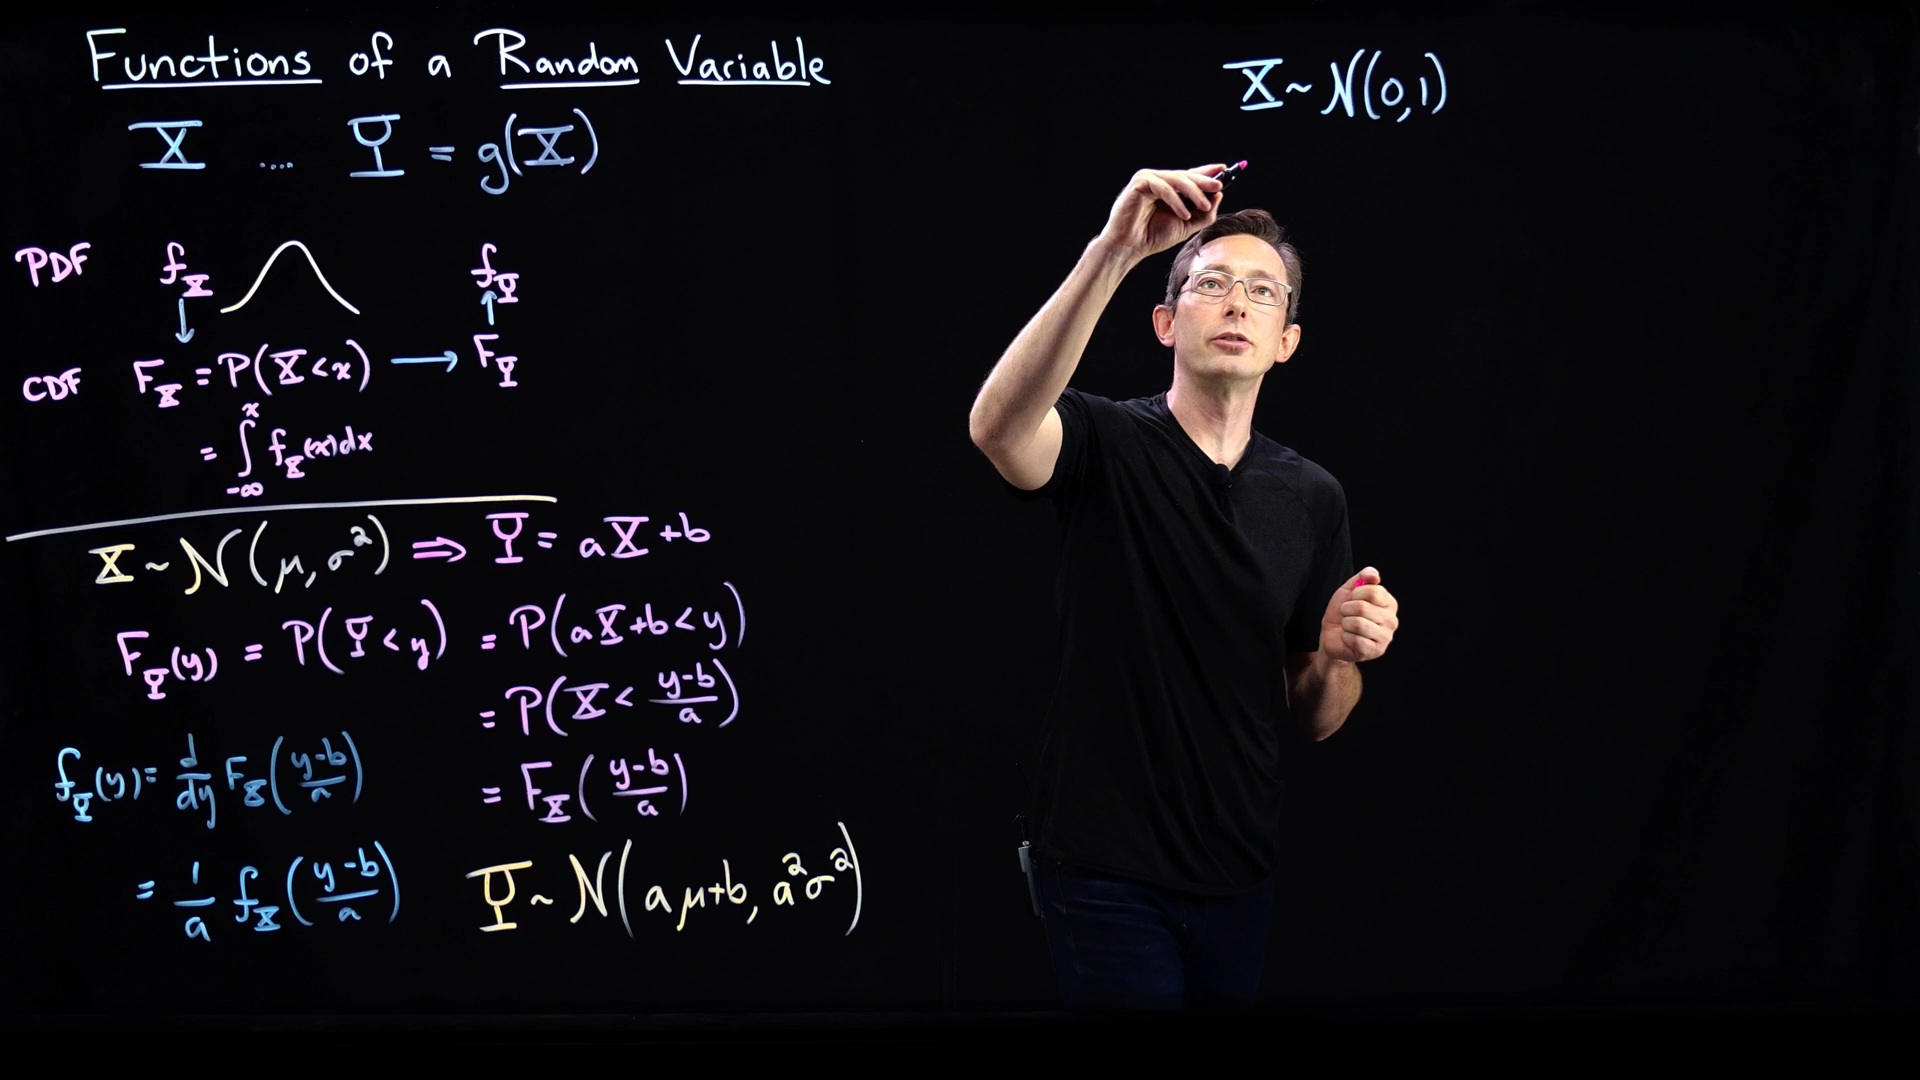 Functions of a Random Variable
X .... Y = g(X)
PDF f_X f_Y
CDF F_X = P(X<x) → F_Y
= ∫_{-∞}^{x} f_X(x)dx
X ~ N(μ, σ²) ⇒ Y = aX+b
F_Y(y) = P(Y<y) = P(aX+b<y)
= P(X < (y-b)/a)
= F_X((y-b)/a)
f_Y(y) = d/dy F_X((y-b)/a)
= 1/a f_X((y-b)/a)
Y ~ N(aμ+b, a²σ²)
X ~ N(0,1)